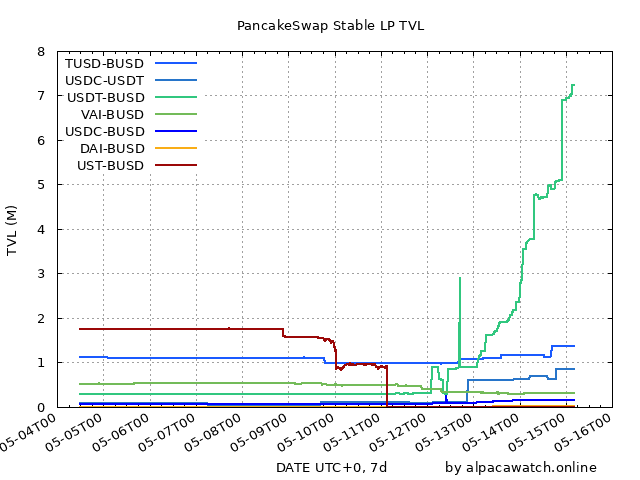 PancakeSwap Stable LP TVL
8
7
6
5
4
3
2
1
0
TVL (M)
TUSD-BUSD
USDC-USDT
USDT-BUSD
VAI-BUSD
USDC-BUSD
DAI-BUSD
UST-BUSD
05-04T00
05-05T00
05-06T00
05-07T00
05-08T00
05-09T00
05-10T00
05-11T00
05-12T00
05-13T00
05-14T00
05-15T00
05-16T00
DATE UTC+0, 7d
by alpacawatch.online